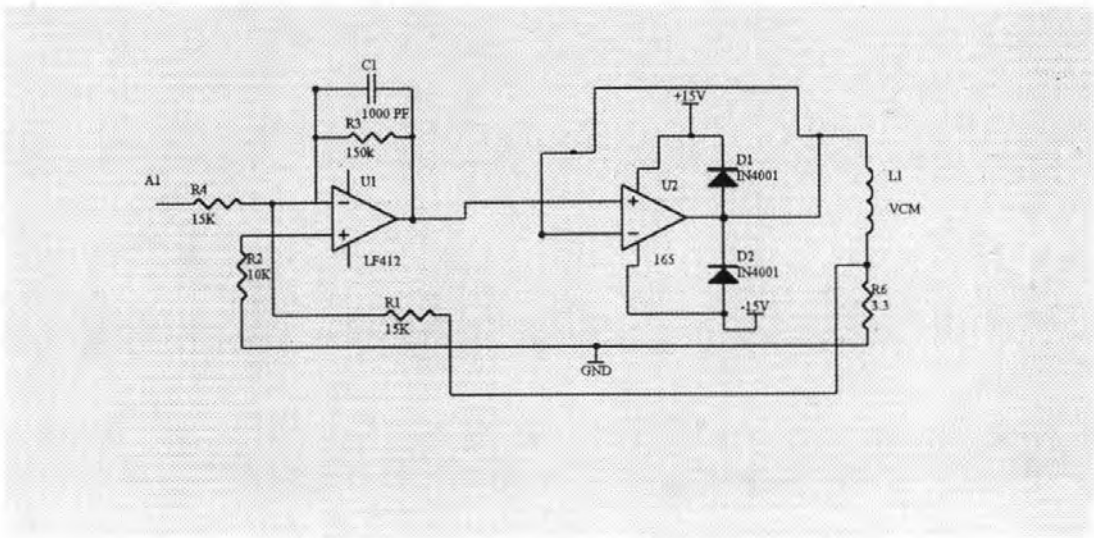 C1
1000 PF
R3
150k
+15V
A1
R4
15K
U1
LF412
R2
10K
R1
15K
U2
165
D1
IN4001
D2
IN4001
-15V
L1
VCM
R6
3.3
GND